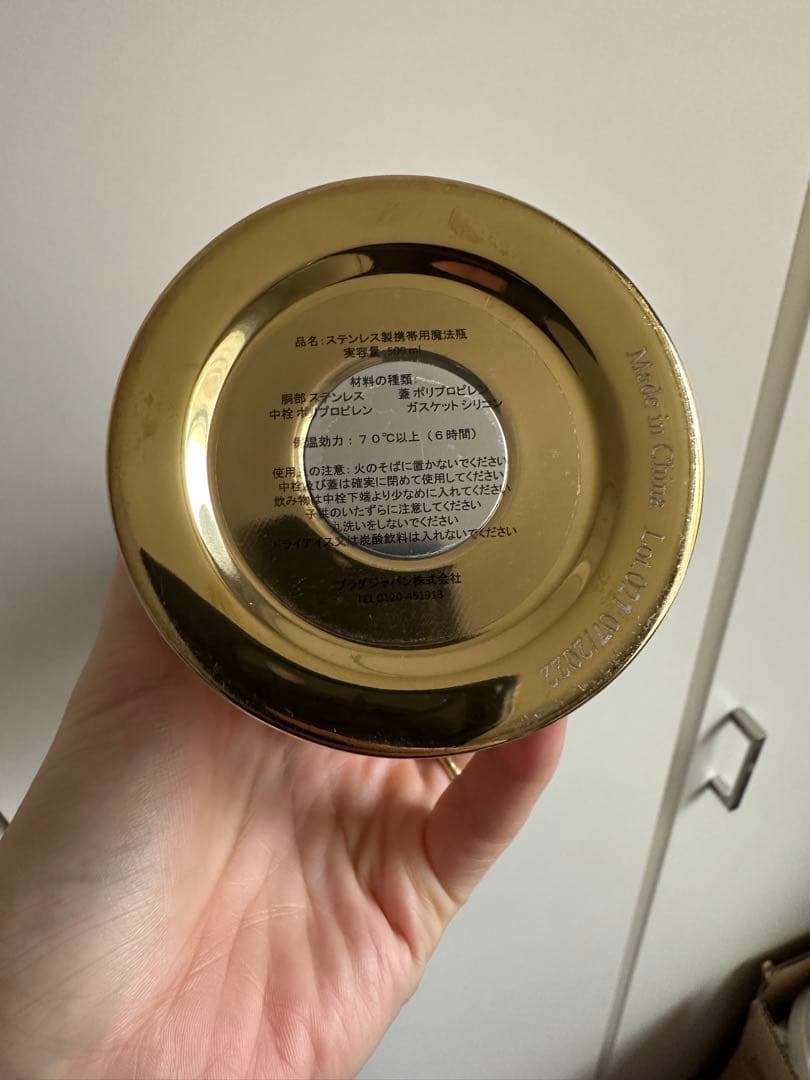 品名：ステンレス製携帯用魔法瓶
実容量：500 ml
材料の種類：
胴部 ステンレス 蓋 ポリプロピレン
中栓 ポリプロピレン ガスケット シリコン
保温効力：７０℃以上（６時間）
使用上の注意：火のそばに置かないでください
中栓及び蓋は確実に閉めて使用してください
飲み物は中栓下端より少なめに入れてください
子供のいたずらに注意してください
丸洗いをしないでください
ドライアイス又は炭酸飲料は入れないでください
プラダジャパン株式会社
TEL 0120-451913
Made in China Lot.021 07/2022